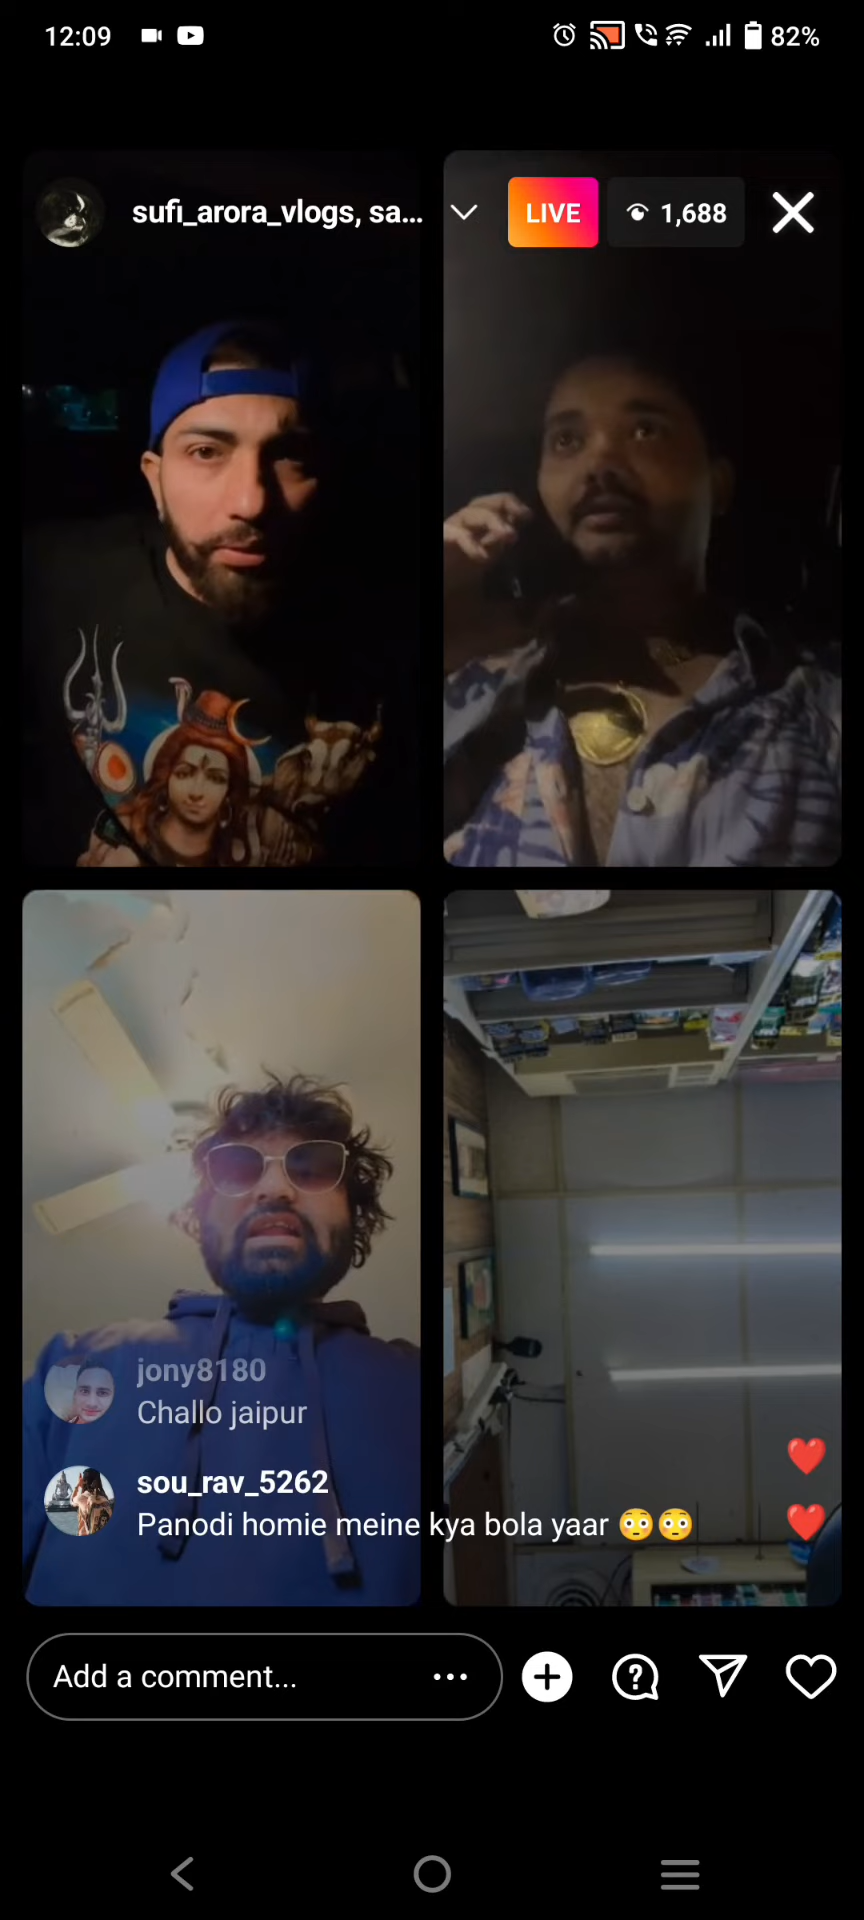 12:09
82%
sufi_arora_vlogs, sa...
LIVE
1,688
jony8180
Challo jaipur
sou_rav_5262
Panodi homie meine kya bola yaar 😳😳
Add a comment...